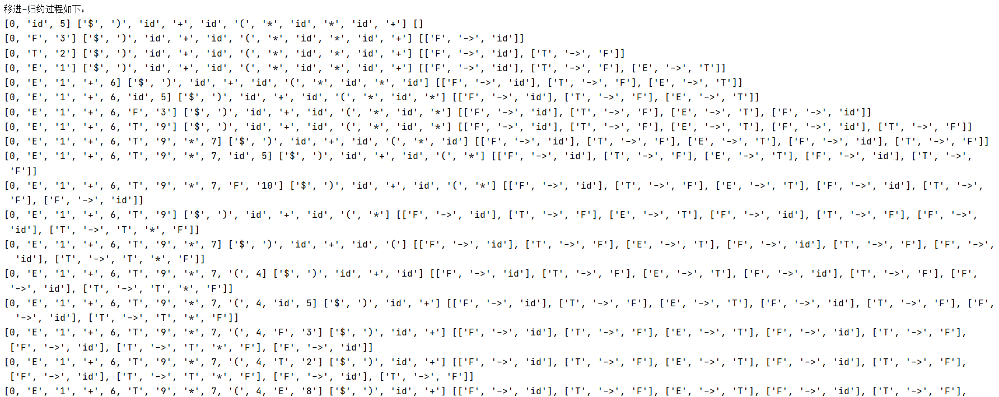 移进-归约过程如下：
[0, 'id', 5] ['$', ')', 'id', '+', 'id', '(', '*', 'id', '*', 'id', '+'] []
[0, 'F', '3'] ['$', ')', 'id', '+', 'id', '(', '*', 'id', '*', 'id', '+'] [['F', '->', 'id']]
[0, 'T', '2'] ['$', ')', 'id', '+', 'id', '(', '*', 'id', '*', 'id', '+'] [['F', '->', 'id'], ['T', '->', 'F']]
[0, 'E', '1'] ['$', ')', 'id', '+', 'id', '(', '*', 'id', '*', 'id', '+'] [['F', '->', 'id'], ['T', '->', 'F'], ['E', '->', 'T']]
[0, 'E', '1', '+', 6] ['$', ')', 'id', '+', 'id', '(', '*', 'id', '*', 'id'] [['F', '->', 'id'], ['T', '->', 'F'], ['E', '->', 'T']]
[0, 'E', '1', '+', 6, 'id', 5] ['$', ')', 'id', '+', 'id', '(', '*', 'id', '*'] [['F', '->', 'id'], ['T', '->', 'F'], ['E', '->', 'T']]
[0, 'E', '1', '+', 6, 'F', '3'] ['$', ')', 'id', '+', 'id', '(', '*', 'id', '*'] [['F', '->', 'id'], ['T', '->', 'F'], ['E', '->', 'T'], ['F', '->', 'id']]
[0, 'E', '1', '+', 6, 'T', '9'] ['$', ')', 'id', '+', 'id', '(', '*', 'id', '*'] [['F', '->', 'id'], ['T', '->', 'F'], ['E', '->', 'T'], ['F', '->', 'id'], ['T', '->', 'F']]
[0, 'E', '1', '+', 6, 'T', '9', '*', 7] ['$', ')', 'id', '+', 'id', '(', '*', 'id'] [['F', '->', 'id'], ['T', '->', 'F'], ['E', '->', 'T'], ['F', '->', 'id'], ['T', '->', 'F']]
[0, 'E', '1', '+', 6, 'T', '9', '*', 7, 'id', 5] ['$', ')', 'id', '+', 'id', '(', '*'] [['F', '->', 'id'], ['T', '->', 'F'], ['E', '->', 'T'], ['F', '->', 'id'], ['T', '->',
'F']]
[0, 'E', '1', '+', 6, 'T', '9', '*', 7, 'F', '10'] ['$', ')', 'id', '+', 'id', '(', '*'] [['F', '->', 'id'], ['T', '->', 'F'], ['E', '->', 'T'], ['F', '->', 'id'], ['T', '->',
'F'], ['F', '->', 'id']]
[0, 'E', '1', '+', 6, 'T', '9'] ['$', ')', 'id', '+', 'id', '(', '*'] [['F', '->', 'id'], ['T', '->', 'F'], ['E', '->', 'T'], ['F', '->', 'id'], ['T', '->', 'F'], ['F', '->',
'id'], ['T', '->', 'T', '*', 'F']]
[0, 'E', '1', '+', 6, 'T', '9', '*', 7] ['$', ')', 'id', '+', 'id', '('] [['F', '->', 'id'], ['T', '->', 'F'], ['E', '->', 'T'], ['F', '->', 'id'], ['T', '->', 'F'], ['F', '->',
'id'], ['T', '->', 'T', '*', 'F']]
[0, 'E', '1', '+', 6, 'T', '9', '*', 7, '(', 4] ['$', ')', 'id', '+', 'id'] [['F', '->', 'id'], ['T', '->', 'F'], ['E', '->', 'T'], ['F', '->', 'id'], ['T', '->', 'F'], ['F',
'->', 'id'], ['T', '->', 'T', '*', 'F']]
[0, 'E', '1', '+', 6, 'T', '9', '*', 7, '(', 4, 'id', 5] ['$', ')', 'id', '+'] [['F', '->', 'id'], ['T', '->', 'F'], ['E', '->', 'T'], ['F', '->', 'id'], ['T', '->', 'F'], ['F',
'->', 'id'], ['T', '->', 'T', '*', 'F']]
[0, 'E', '1', '+', 6, 'T', '9', '*', 7, '(', 4, 'F', '3'] ['$', ')', 'id', '+'] [['F', '->', 'id'], ['T', '->', 'F'], ['E', '->', 'T'], ['F', '->', 'id'], ['T', '->', 'F'],
['F', '->', 'id'], ['T', '->', 'T', '*', 'F'], ['F', '->', 'id']]
[0, 'E', '1', '+', 6, 'T', '9', '*', 7, '(', 4, 'T', '2'] ['$', ')', 'id', '+'] [['F', '->', 'id'], ['T', '->', 'F'], ['E', '->', 'T'], ['F', '->', 'id'], ['T', '->', 'F'],
['F', '->', 'id'], ['T', '->', 'T', '*', 'F'], ['F', '->', 'id'], ['T', '->', 'F']]
[0, 'E', '1', '+', 6, 'T', '9', '*', 7, '(', 4, 'E', '8'] ['$', ')', 'id', '+'] [['F', '->', 'id'], ['T', '->', 'F'], ['E', '->', 'T'], ['F', '->', 'id'], ['T', '->', 'F'],